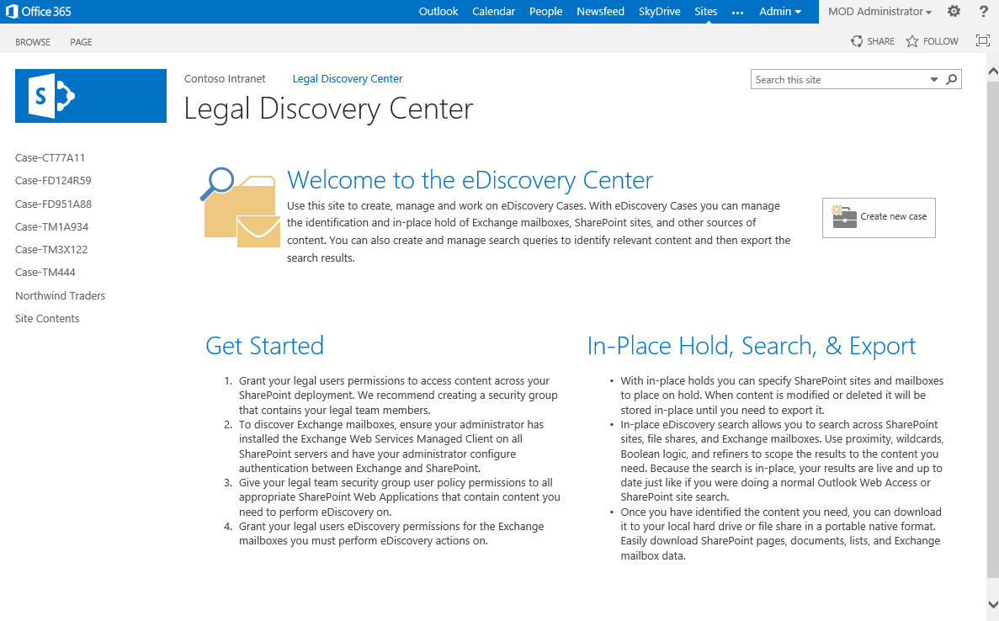 Office 365
Outlook Calendar People Newsfeed SkyDrive Sites ... Admin MOD Administrator ?
BROWSE PAGE SHARE FOLLOW
S
Contoso Intranet Legal Discovery Center
Search this site
Legal Discovery Center
Case-CT77A11
Case-FD124R59
Case-FD951A88
Case-TM1A934
Case-TM3X122
Case-TM444
Northwind Traders
Site Contents
Welcome to the eDiscovery Center
Use this site to create, manage and work on eDiscovery Cases. With eDiscovery Cases you can manage
the identification and in-place hold of Exchange mailboxes, SharePoint sites, and other sources of
content. You can also create and manage search queries to identify relevant content and then export the
search results.
Create new case
Get Started
1. Grant your legal users permissions to access content across your
SharePoint deployment. We recommend creating a security group
that contains your legal team members.
2. To discover Exchange mailboxes, ensure your administrator has
installed the Exchange Web Services Managed Client on all
SharePoint servers and have your administrator configure
authentication between Exchange and SharePoint.
3. Give your legal team security group user policy permissions to all
appropriate SharePoint Web Applications that contain content you
need to perform eDiscovery on.
4. Grant your legal users eDiscovery permissions for the Exchange
mailboxes you must perform eDiscovery actions on.
In-Place Hold, Search, & Export
• With in-place holds you can specify SharePoint sites and mailboxes
to place on hold. When content is modified or deleted it will be
stored in-place until you need to export it.
• In-place eDiscovery search allows you to search across SharePoint
sites, file shares, and Exchange mailboxes. Use proximity, wildcards,
Boolean logic, and refiners to scope the results to the content you
need. Because the search is in-place, your results are live and up to
date just like if you were doing a normal Outlook Web Access or
SharePoint site search.
• Once you have identified the content you need, you can download
it to your local hard drive or file share in a portable native format.
Easily download SharePoint pages, documents, lists, and Exchange
mailbox data.